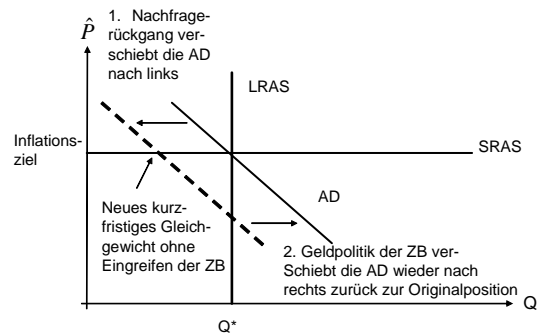 1. Nachfrage-
rückgang ver-
schiebt die AD
nach links
P̂
LRAS
Inflations-
ziel
SRAS
AD
Neues kurz-
fristiges Gleich-
gewicht ohne
Eingreifen der ZB
2. Geldpolitik der ZB ver-
Schiebt die AD wieder nach
rechts zurück zur Originalposition
Q
Q*